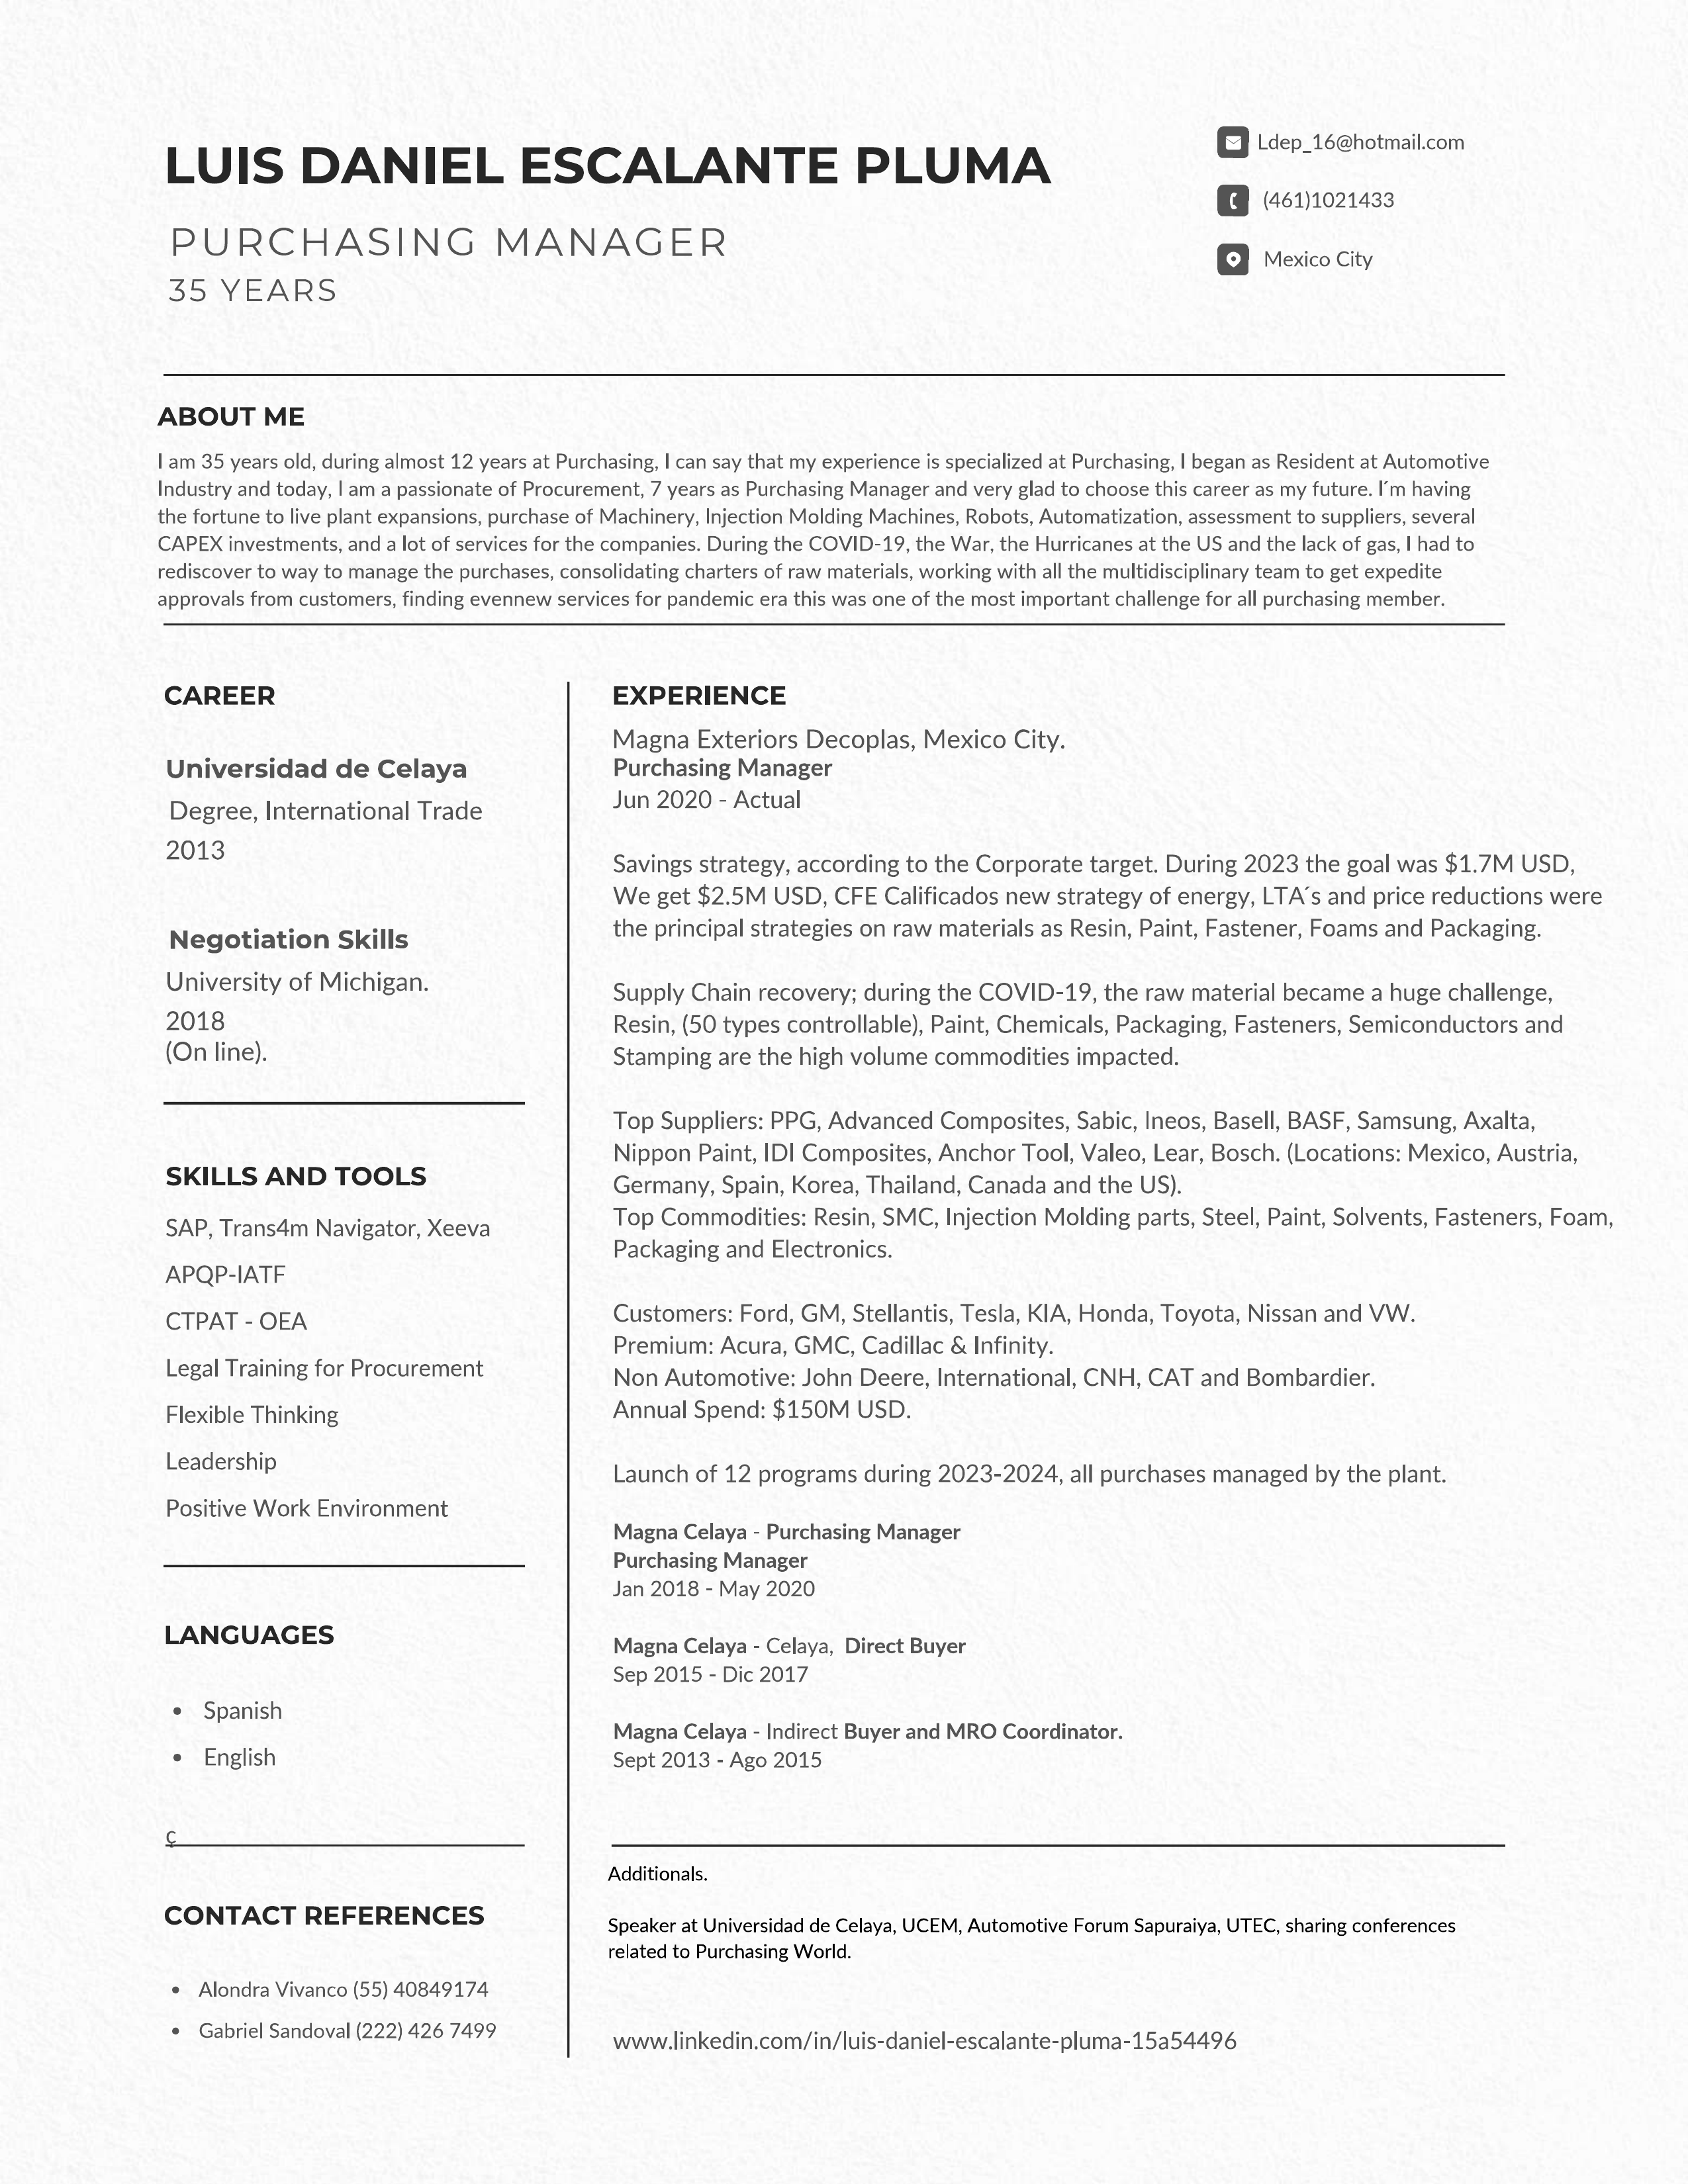 LUIS DANIEL ESCALANTE PLUMA
PURCHASING MANAGER
35 YEARS
Ldep_16@hotmail.com
(461)1021433
Mexico City
ABOUT ME
I am 35 years old, during almost 12 years at Purchasing, I can say that my experience is specialized at Purchasing, I began as Resident at Automotive
Industry and today, I am a passionate of Procurement, 7 years as Purchasing Manager and very glad to choose this career as my future. I´m having
the fortune to live plant expansions, purchase of Machinery, Injection Molding Machines, Robots, Automatization, assessment to suppliers, several
CAPEX investments, and a lot of services for the companies. During the COVID-19, the War, the Hurricanes at the US and the lack of gas, I had to
rediscover to way to manage the purchases, consolidating charters of raw materials, working with all the multidisciplinary team to get expedite
approvals from customers, finding evennew services for pandemic era this was one of the most important challenge for all purchasing member.
CAREER
Universidad de Celaya
Degree, International Trade
2013
Negotiation Skills
University of Michigan.
2018
(On line).
SKILLS AND TOOLS
SAP, Trans4m Navigator, Xeeva
APQP-IATF
CTPAT - OEA
Legal Training for Procurement
Flexible Thinking
Leadership
Positive Work Environment
LANGUAGES
• Spanish
• English
ç
CONTACT REFERENCES
• Alondra Vivanco (55) 40849174
• Gabriel Sandoval (222) 426 7499
EXPERIENCE
Magna Exteriors Decoplas, Mexico City.
Purchasing Manager
Jun 2020 - Actual
Savings strategy, according to the Corporate target. During 2023 the goal was $1.7M USD,
We get $2.5M USD, CFE Calificados new strategy of energy, LTA´s and price reductions were
the principal strategies on raw materials as Resin, Paint, Fastener, Foams and Packaging.
Supply Chain recovery; during the COVID-19, the raw material became a huge challenge,
Resin, (50 types controllable), Paint, Chemicals, Packaging, Fasteners, Semiconductors and
Stamping are the high volume commodities impacted.
Top Suppliers: PPG, Advanced Composites, Sabic, Ineos, Basell, BASF, Samsung, Axalta,
Nippon Paint, IDI Composites, Anchor Tool, Valeo, Lear, Bosch. (Locations: Mexico, Austria,
Germany, Spain, Korea, Thailand, Canada and the US).
Top Commodities: Resin, SMC, Injection Molding parts, Steel, Paint, Solvents, Fasteners, Foam,
Packaging and Electronics.
Customers: Ford, GM, Stellantis, Tesla, KIA, Honda, Toyota, Nissan and VW.
Premium: Acura, GMC, Cadillac & Infinity.
Non Automotive: John Deere, International, CNH, CAT and Bombardier.
Annual Spend: $150M USD.
Launch of 12 programs during 2023-2024, all purchases managed by the plant.
Magna Celaya - Purchasing Manager
Purchasing Manager
Jan 2018 - May 2020
Magna Celaya - Celaya, Direct Buyer
Sep 2015 - Dic 2017
Magna Celaya - Indirect Buyer and MRO Coordinator.
Sept 2013 - Ago 2015
Additionals.
Speaker at Universidad de Celaya, UCEM, Automotive Forum Sapuraiya, UTEC, sharing conferences
related to Purchasing World.
www.linkedin.com/in/luis-daniel-escalante-pluma-15a54496